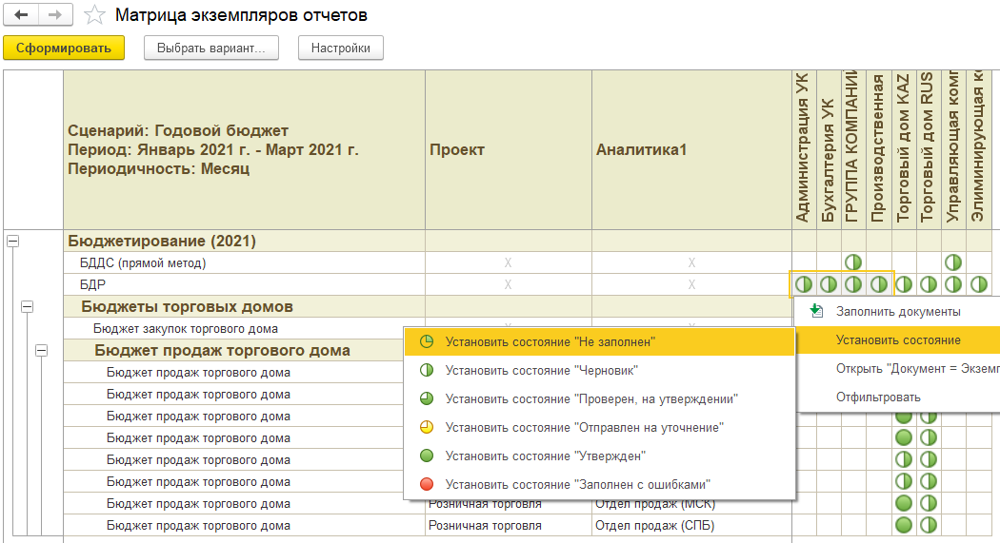 Матрица экземпляров отчетов
Сформировать
Выбрать вариант...
Настройки
Сценарий: Годовой бюджет
Период: Январь 2021 г. - Март 2021 г.
Периодичность: Месяц
Проект
Аналитика1
Администрация УК
Бухгалтерия УК
ГРУППА КОМПАНИЙ
Производственная
Торговый дом KAZ
Торговый дом RUS
Управляющая комп
Элиминирующая ко
Бюджетирование (2021)
БДДС (прямой метод) X X
БДР X X
Бюджеты торговых домов
Бюджет закупок торгового дома
Бюджет продаж торгового дома
Бюджет продаж торгового дома
Бюджет продаж торгового дома
Бюджет продаж торгового дома
Бюджет продаж торгового дома
Бюджет продаж торгового дома
Бюджет продаж торгового дома
Бюджет продаж торгового дома Розничная торговля Отдел продаж (МСК)
Бюджет продаж торгового дома Розничная торговля Отдел продаж (СПБ)
Заполнить документы
Установить состояние
Открыть "Документ = Экземп
Отфильтровать
Установить состояние "Не заполнен"
Установить состояние "Черновик"
Установить состояние "Проверен, на утверждении"
Установить состояние "Отправлен на уточнение"
Установить состояние "Утвержден"
Установить состояние "Заполнен с ошибками"